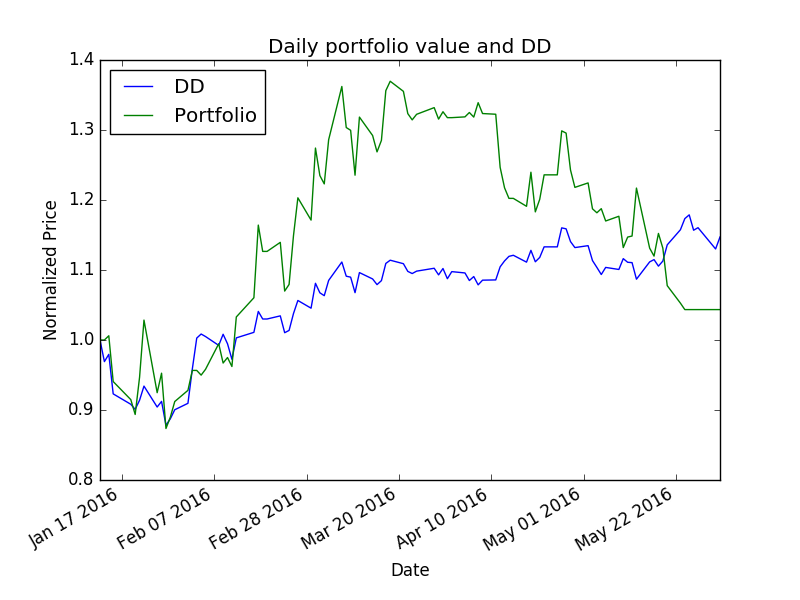 Daily portfolio value and DD
DD
Portfolio
Normalized Price
1.4
1.3
1.2
1.1
1.0
0.9
0.8
Jan 17 2016
Feb 07 2016
Feb 28 2016
Mar 20 2016
Apr 10 2016
May 01 2016
May 22 2016
Date